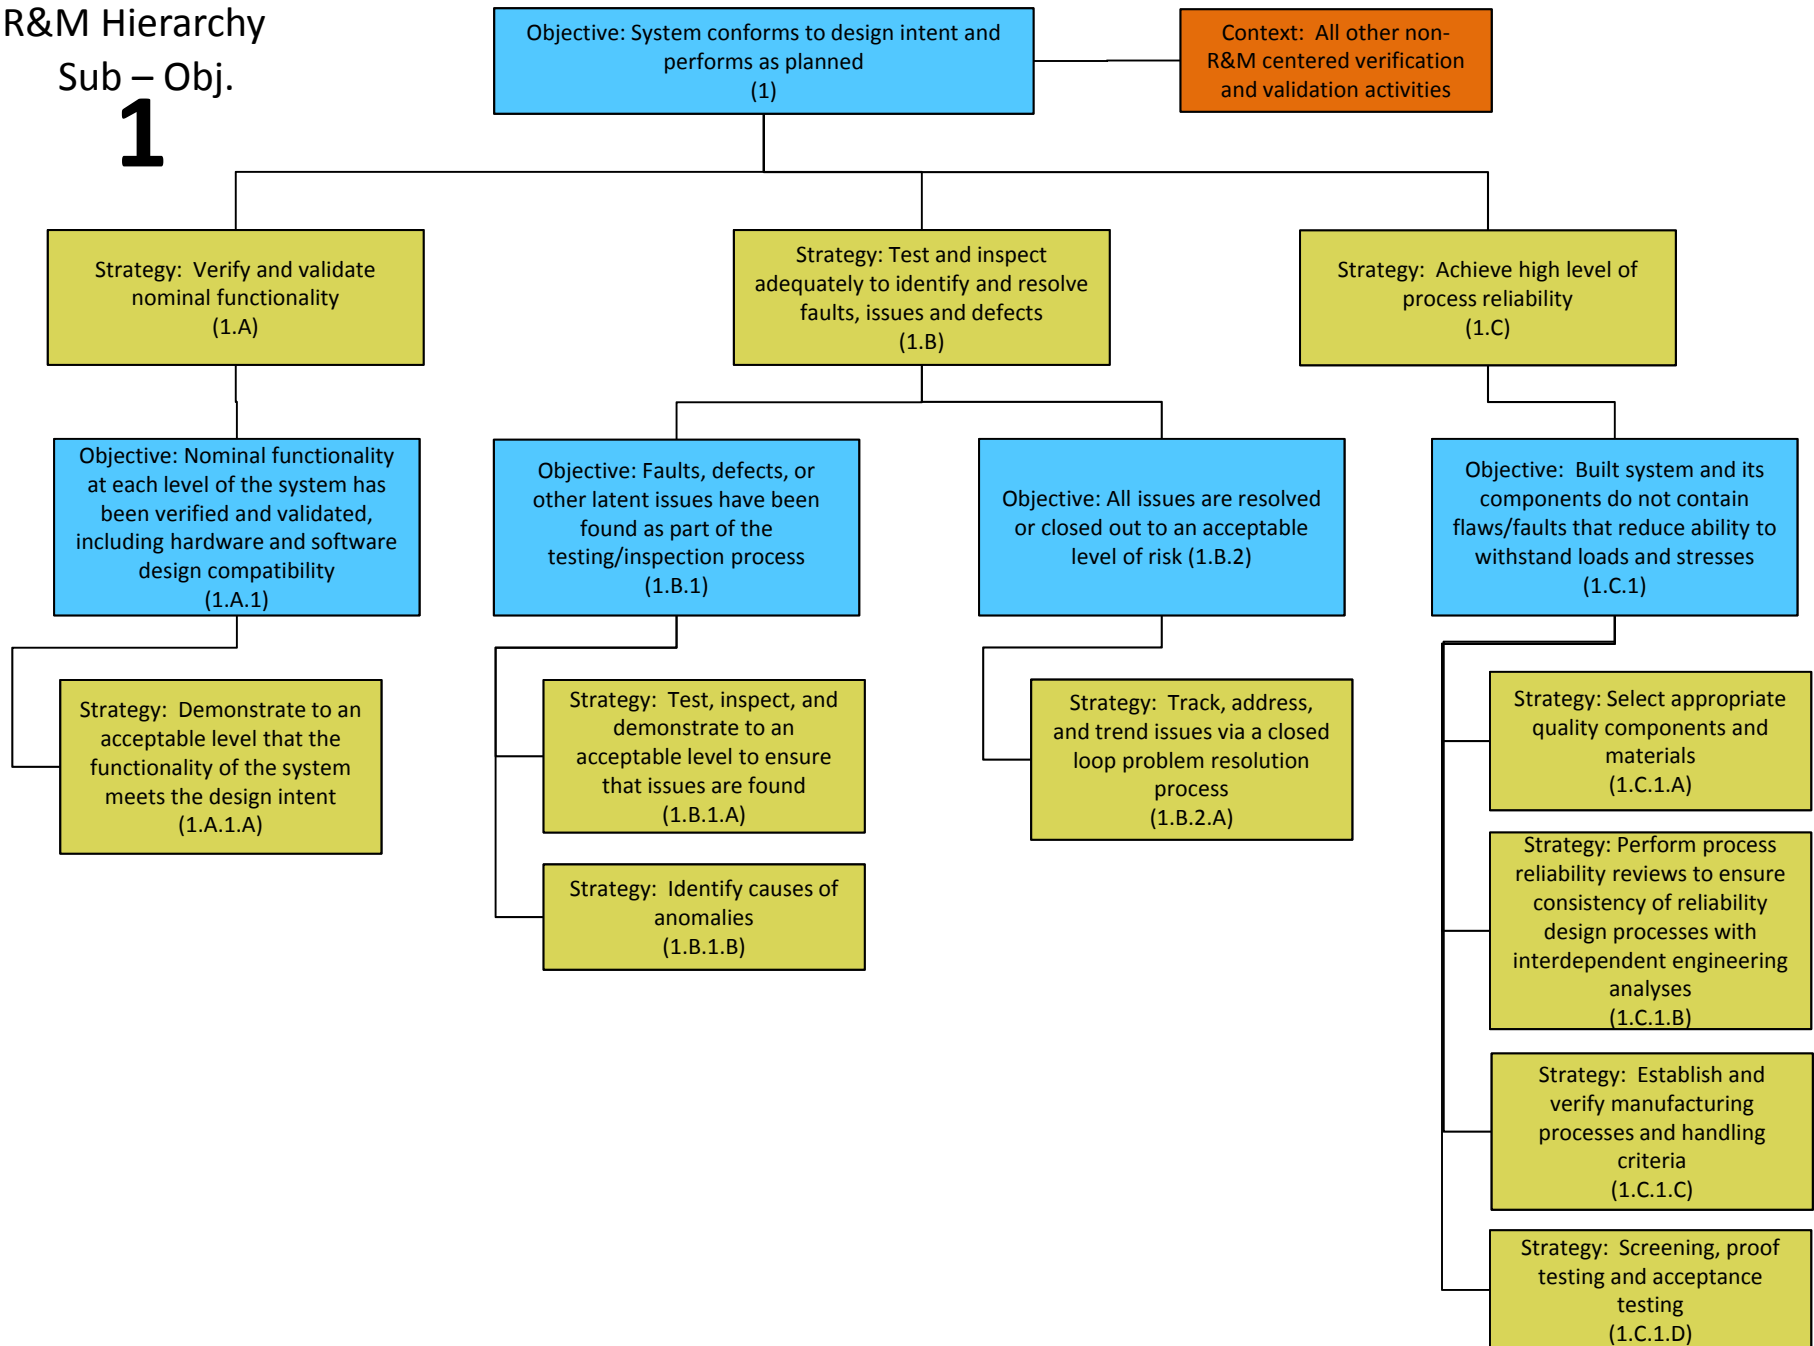 R&M Hierarchy
Sub – Obj.
1
Objective: System conforms to design intent and
performs as planned
(1)
Context: All other non-
R&M centered verification
and validation activities
Strategy: Verify and validate
nominal functionality
(1.A)
Strategy: Test and inspect
adequately to identify and resolve
faults, issues and defects
(1.B)
Strategy: Achieve high level of
process reliability
(1.C)
Objective: Nominal functionality
at each level of the system has
been verified and validated,
including hardware and software
design compatibility
(1.A.1)
Objective: Faults, defects, or
other latent issues have been
found as part of the
testing/inspection process
(1.B.1)
Objective: All issues are resolved
or closed out to an acceptable
level of risk (1.B.2)
Objective: Built system and its
components do not contain
flaws/faults that reduce ability to
withstand loads and stresses
(1.C.1)
Strategy: Demonstrate to an
acceptable level that the
functionality of the system
meets the design intent
(1.A.1.A)
Strategy: Test, inspect, and
demonstrate to an
acceptable level to ensure
that issues are found
(1.B.1.A)
Strategy: Identify causes of
anomalies
(1.B.1.B)
Strategy: Track, address,
and trend issues via a closed
loop problem resolution
process
(1.B.2.A)
Strategy: Select appropriate
quality components and
materials
(1.C.1.A)
Strategy: Perform process
reliability reviews to ensure
consistency of reliability
design processes with
interdependent engineering
analyses
(1.C.1.B)
Strategy: Establish and
verify manufacturing
processes and handling
criteria
(1.C.1.C)
Strategy: Screening, proof
testing and acceptance
testing
(1.C.1.D)